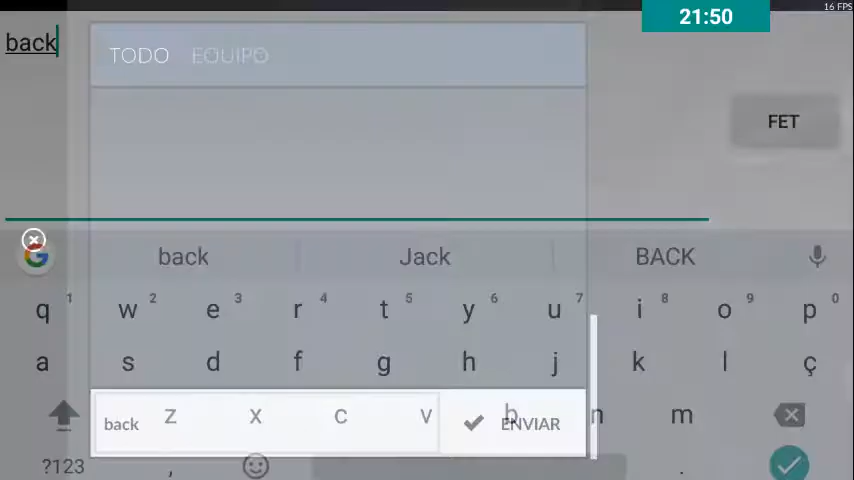 16 FPS
21:50
back
TODO EQUIPO
FET
back Jack BACK
q 1 w 2 e 3 r 4 t 5 y 6 u 7 i 8 o 9 p 0
a s d f g h j k l ç
z x c v b n m
back ENVIAR
?123 , .